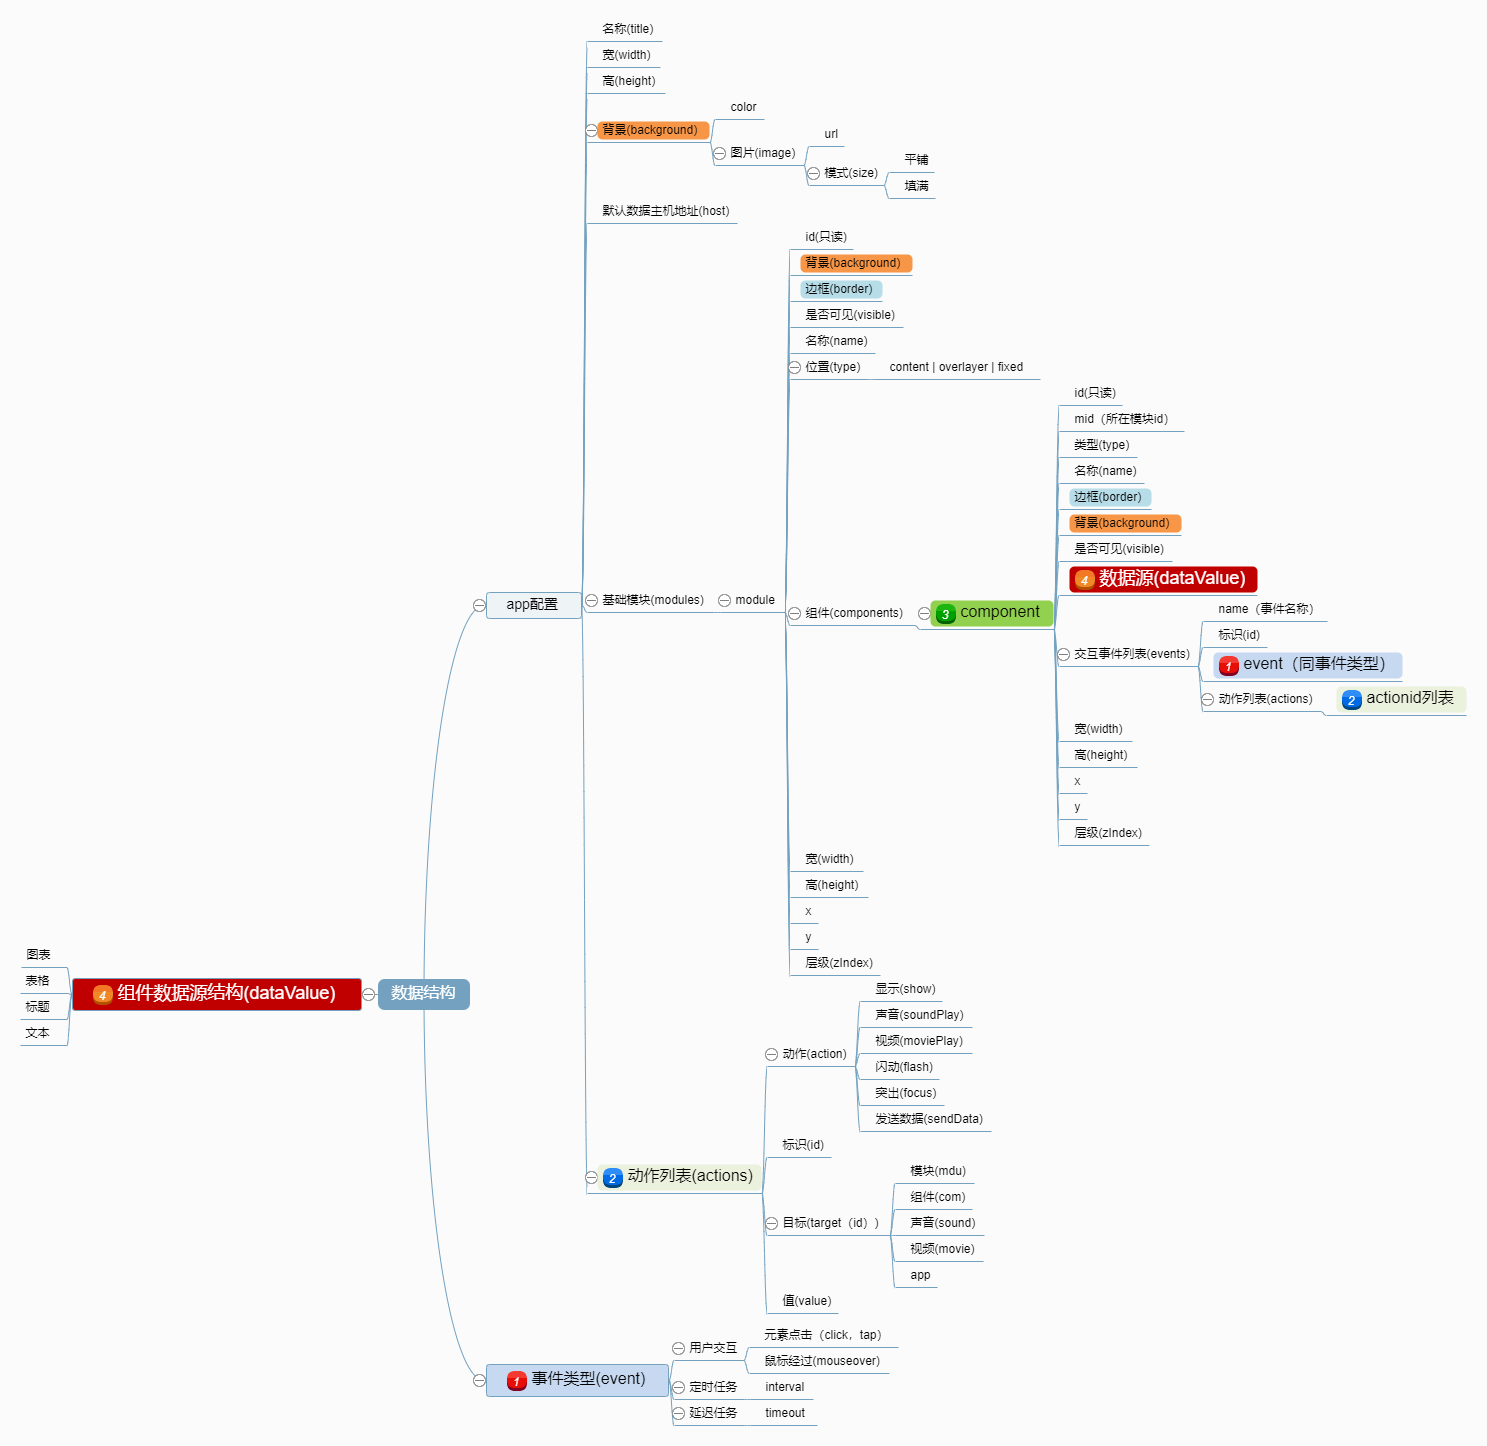 名称(title)
宽(width)
高(height)
背景(background)
color
图片(image)
url
模式(size)
平铺
填满
默认数据主机地址(host)
id(只读)
背景(background)
边框(border)
是否可见(visible)
名称(name)
位置(type)
content | overlayer | fixed
id(只读)
mid（所在模块id）
类型(type)
名称(name)
边框(border)
背景(background)
是否可见(visible)
4 数据源(dataValue)
app配置
基础模块(modules)
module
组件(components)
3 component
name（事件名称）
标识(id)
交互事件列表(events)
1 event（同事件类型）
动作列表(actions)
2 actionid列表
宽(width)
高(height)
x
y
层级(zIndex)
宽(width)
高(height)
x
y
层级(zIndex)
图表
表格
标题
文本
4 组件数据源结构(dataValue)
数据结构
显示(show)
声音(soundPlay)
视频(moviePlay)
动作(action)
闪动(flash)
突出(focus)
发送数据(sendData)
标识(id)
2 动作列表(actions)
模块(mdu)
组件(com)
目标(target（id）)
声音(sound)
视频(movie)
app
值(value)
1 事件类型(event)
用户交互
元素点击（click，tap）
鼠标经过(mouseover)
定时任务
interval
延迟任务
timeout